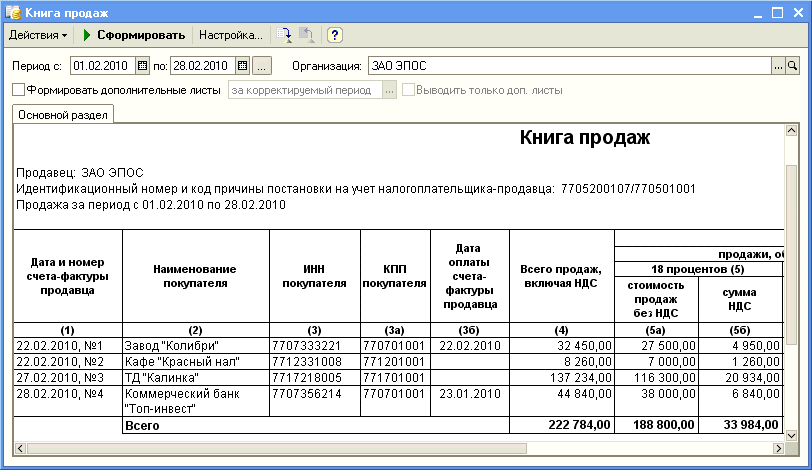 Книга продаж
Действия Сформировать Настройка... ?
Период с: 01.02.2010 по: 28.02.2010 ... Организация: ЗАО ЭПОС ...
Формировать дополнительные листы за корректируемый период ... Выводить только доп. листы
Основной раздел
Книга продаж
Продавец: ЗАО ЭПОС
Идентификационный номер и код причины постановки на учет налогоплательщика-продавца: 7705200107/770501001
Продажа за период с 01.02.2010 по 28.02.2010
Дата и номер
счета-фактуры
продавца
Наименование
покупателя
ИНН
покупателя
КПП
покупателя
Дата
оплаты
счета-
фактуры
продавца
Всего продаж,
включая НДС
продажи, об
18 процентов (5)
стоимость
продаж
без НДС
сумма
НДС
(1) (2) (3) (3а) (3б) (4) (5а) (5б)
22.02.2010, №1 Завод "Колибри" 7707333221 770701001 22.02.2010 32 450,00 27 500,00 4 950,00
22.02.2010, №2 Кафе "Красный нал" 7712331008 771201001 8 260,00 7 000,00 1 260,00
27.02.2010, №3 ТД "Калинка" 7717218005 771701001 137 234,00 116 300,00 20 934,00
28.02.2010, №4 Коммерческий банк 7707356214 770701001 23.01.2010 44 840,00 38 000,00 6 840,00
"Топ-инвест"
Всего 222 784,00 188 800,00 33 984,00